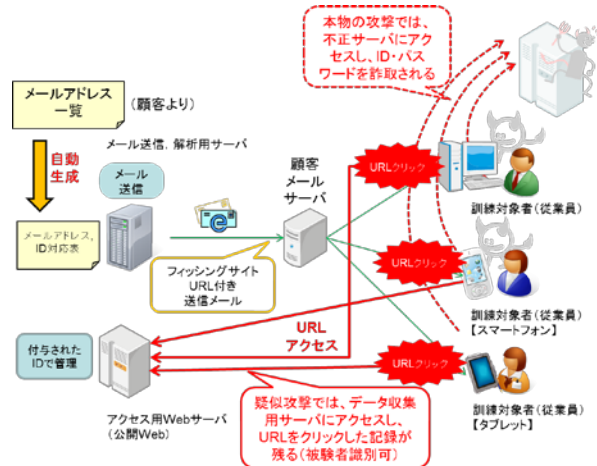 本物の攻撃では、
不正サーバにアク
セスし、ID・パス
ワードを詐取される
メールアドレス
一覧
(顧客より)
自動
生成
メール送信, 解析用サーバ
メール
送信
顧客
メール
サーバ
URLクリック
訓練対象者(従業員)
メールアドレス,
ID対応表
フィッシングサイト
URL付き
送信メール
URLクリック
訓練対象者(従業員)
【スマートフォン】
URL
アクセス
付与された
IDで管理
URLクリック
アクセス用Webサーバ
(公開Web)
疑似攻撃では、データ収集
用サーバにアクセスし、
URLをクリックした記録が
残る(被験者識別可)
訓練対象者(従業員)
【タブレット】